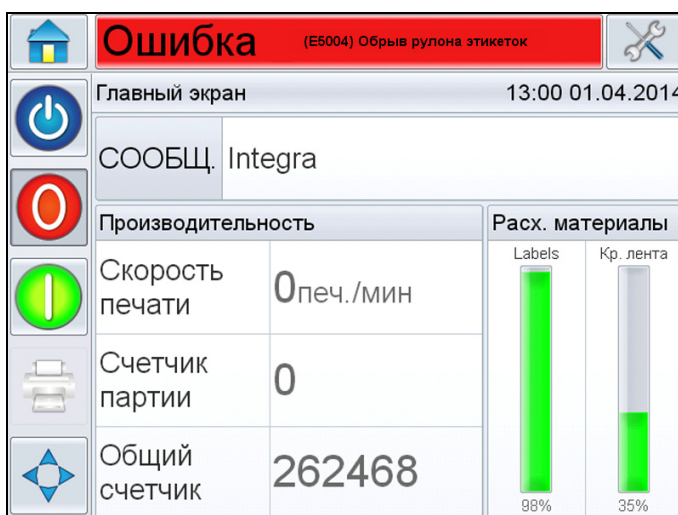 Ошибка
(E5004) Обрыв рулона этикеток
Главный экран
13:00 01.04.2014
СООБЩ.
Integra
Производительность
Скорость
печати
0печ./мин
Счетчик
партии
0
Общий
счетчик
262468
Расх. материалы
Labels
Кр. лента
98%
35%